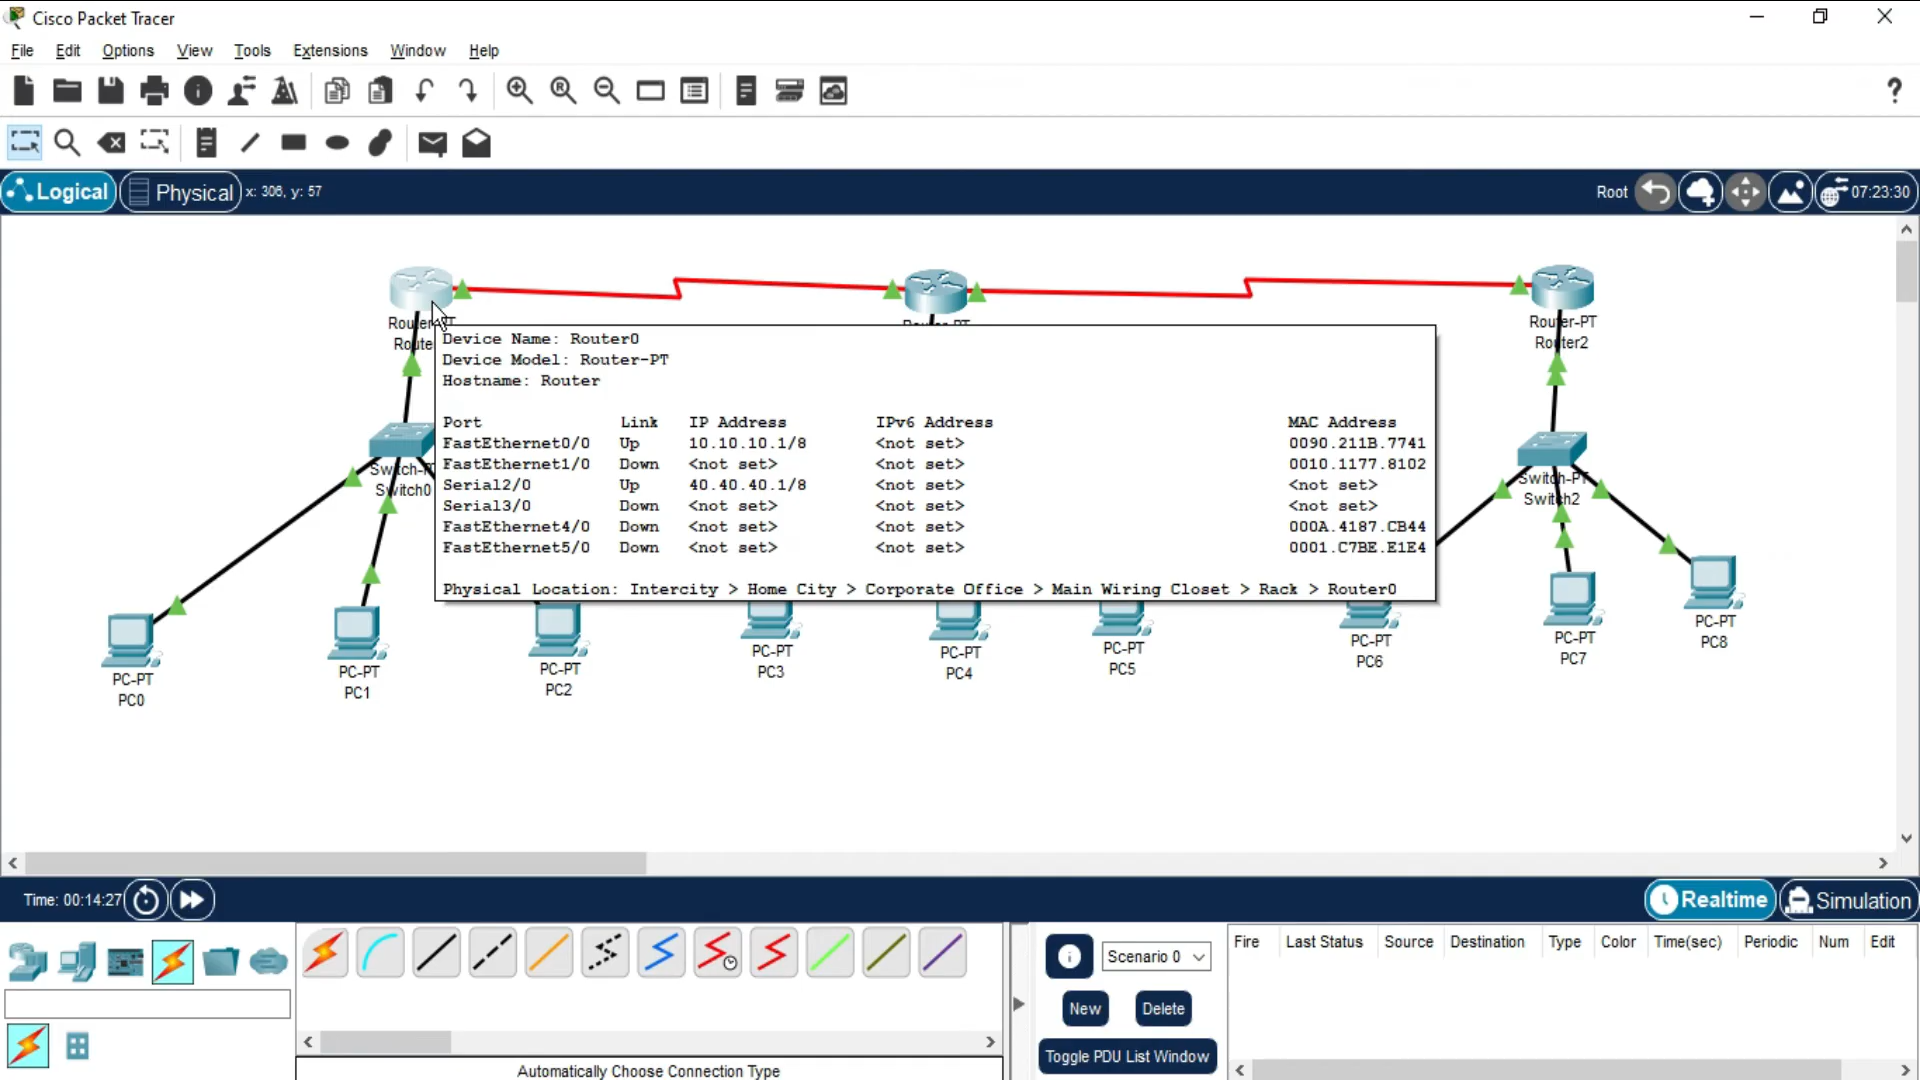 Cisco Packet Tracer
File Edit Options View Tools Extensions Window Help
Logical Physical x: 306, y: 57 Root 07:23:30
Router-PT
Router2
Device Name: Router0
Device Model: Router-PT
Hostname: Router
Port Link IP Address IPv6 Address MAC Address
FastEthernet0/0 Up 10.10.10.1/8 <not set> 0090.211B.7741
FastEthernet1/0 Down <not set> <not set> 0010.1177.8102
Serial2/0 Up 40.40.40.1/8 <not set> <not set>
Serial3/0 Down <not set> <not set> <not set>
FastEthernet4/0 Down <not set> <not set> 000A.4187.CB44
FastEthernet5/0 Down <not set> <not set> 0001.C7BE.E1E4
Physical Location: Intercity > Home City > Corporate Office > Main Wiring Closet > Rack > Router0
Switch0
Switch-PT
Switch2
PC-PT
PC0
PC-PT
PC1
PC-PT
PC2
PC-PT
PC3
PC-PT
PC4
PC-PT
PC5
PC-PT
PC6
PC-PT
PC7
PC-PT
PC8
Time: 00:14:27 Realtime Simulation
Scenario 0
New Delete
Toggle PDU List Window
Fire Last Status Source Destination Type Color Time(sec) Periodic Num Edit
Automatically Choose Connection Type